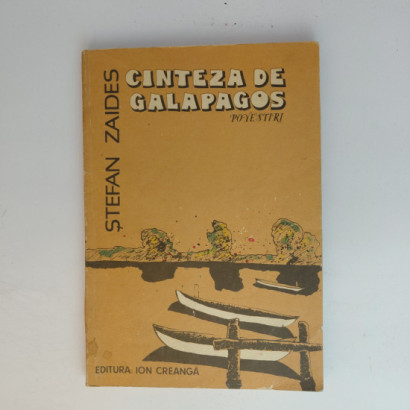 ȘTEFAN ZAIDES
CINTEZA DE
GALAPAGOS
POVESTIRI
EDITURA ION CREANGĂ